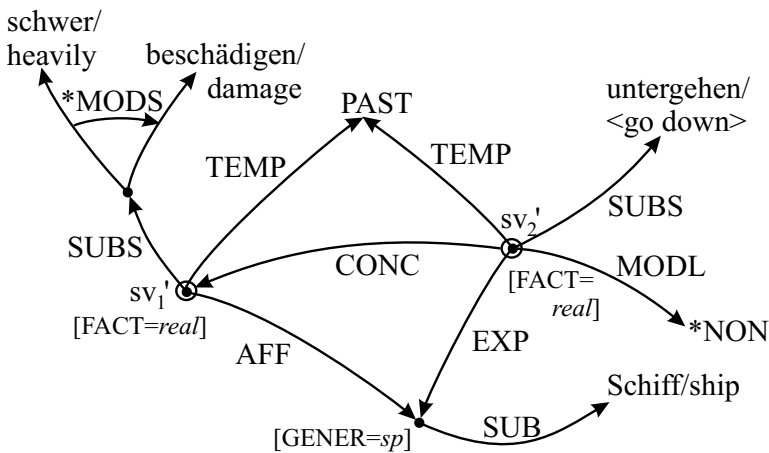 schwer/
heavily
beschädigen/
damage
*MODS
PAST
untergehen/
<go down>
TEMP
TEMP
SUBS
SUBS
sv₂'
CONC
MODL
sv₁'
[FACT=real]
[FACT=
real]
*NON
AFF
EXP
Schiff/ship
[GENER=sp]
SUB